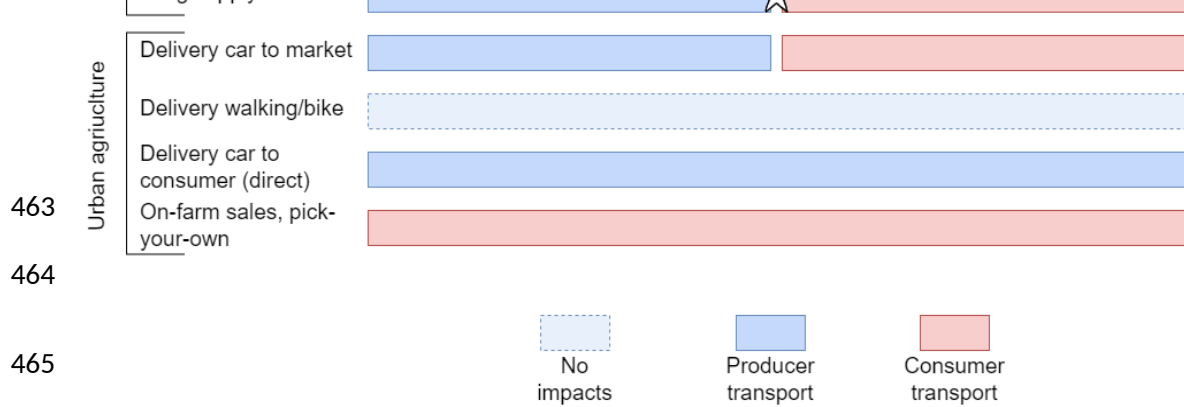 Delivery car to market
Delivery walking/bike
Delivery car to
consumer (direct)
On-farm sales, pick-
your-own
Urban agriuclture
463
464
465
No
impacts
Producer
transport
Consumer
transport